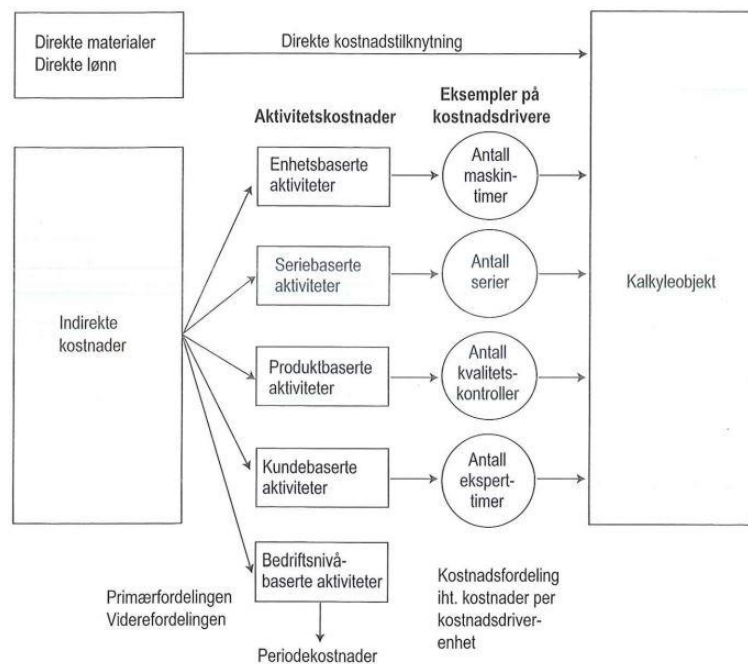 Direkte materialer
Direkte lønn
Direkte kostnadstilknytning
Aktivitetskostnader
Eksempler på
kostnadsdrivere
Indirekte
kostnader
Enhetsbaserte
aktiviteter
Antall
maskin-
timer
Seriebaserte
aktiviteter
Antall
serier
Produktbaserte
aktiviteter
Antall
kvalitets-
kontroller
Kundebaserte
aktiviteter
Antall
ekspert-
timer
Bedriftsnivå-
baserte aktiviteter
Kalkyleobjekt
Primærfordelingen
Viderefordelingen
Periodekostnader
Kostnadsfordeling
iht. kostnader per
kostnadsdriver-
enhet